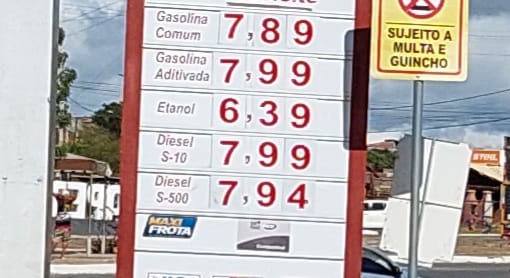 Gasolina
Comum 7,89
Gasolina
Aditivada 7,99
Etanol 6,39
Diesel
S-10 7,99
Diesel
S-500 7,94
MAXI
FROTA
SUJEITO A
MULTA E
GUINCHO
STIHL